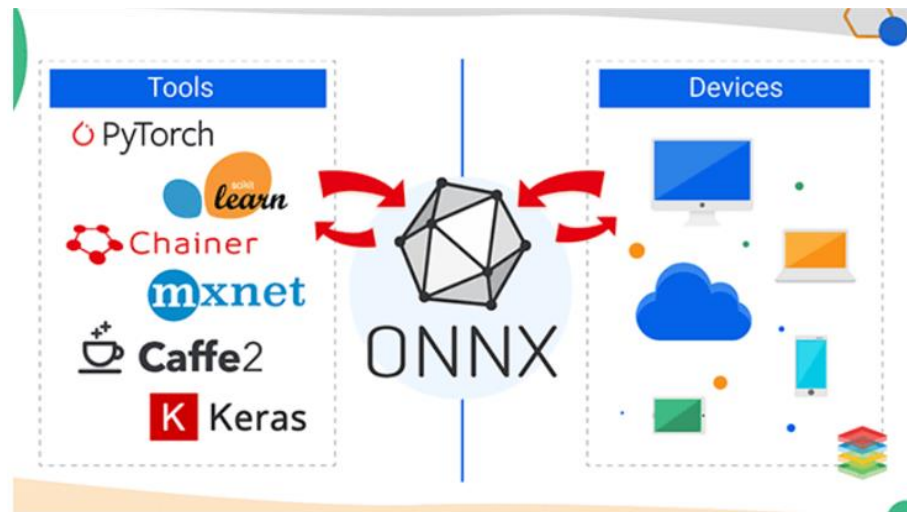 Tools
PyTorch
scikit
learn
Chainer
mxnet
Caffe2
K Keras
ONNX
Devices